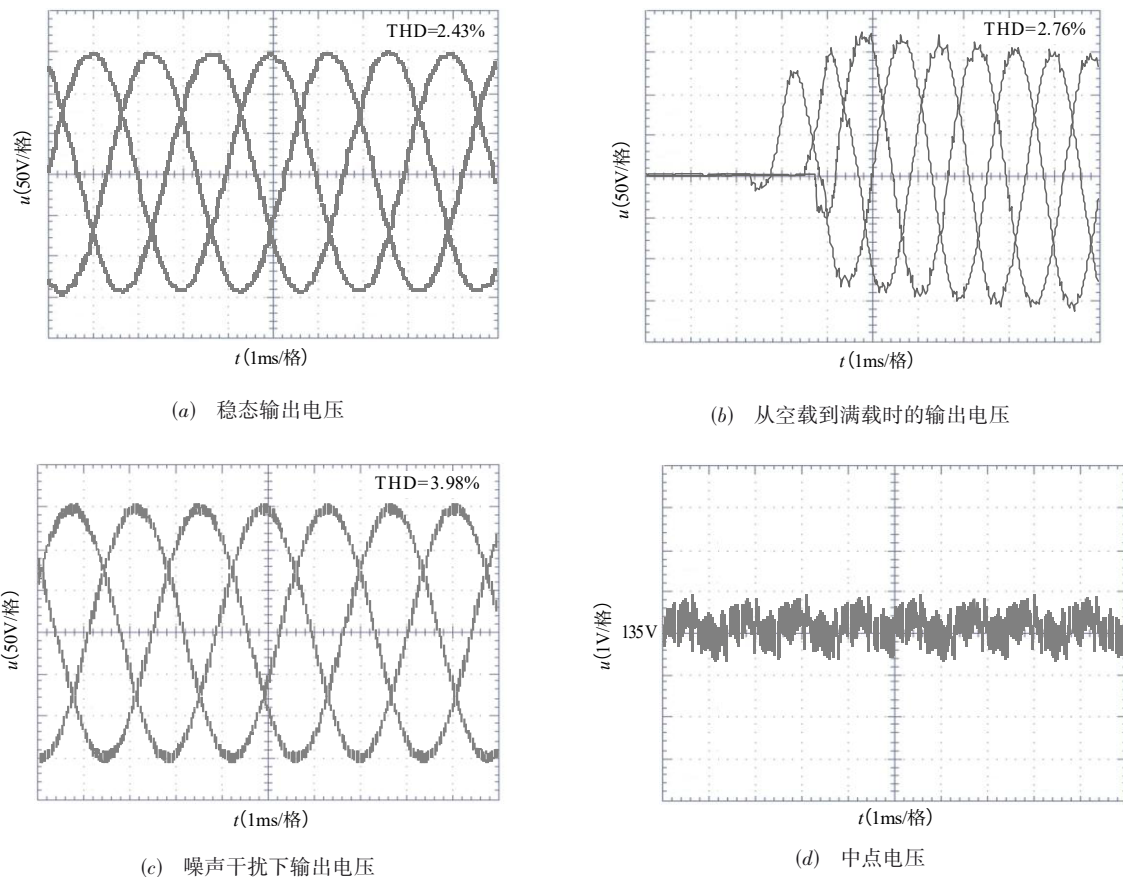 THD=2.43%
u(50V/格)
t(1ms/格)
(a) 稳态输出电压
THD=2.76%
u(50V/格)
t(1ms/格)
(b) 从空载到满载时的输出电压
THD=3.98%
u(50V/格)
t(1ms/格)
(c) 噪声干扰下输出电压
135V
u(1V/格)
t(1ms/格)
(d) 中点电压